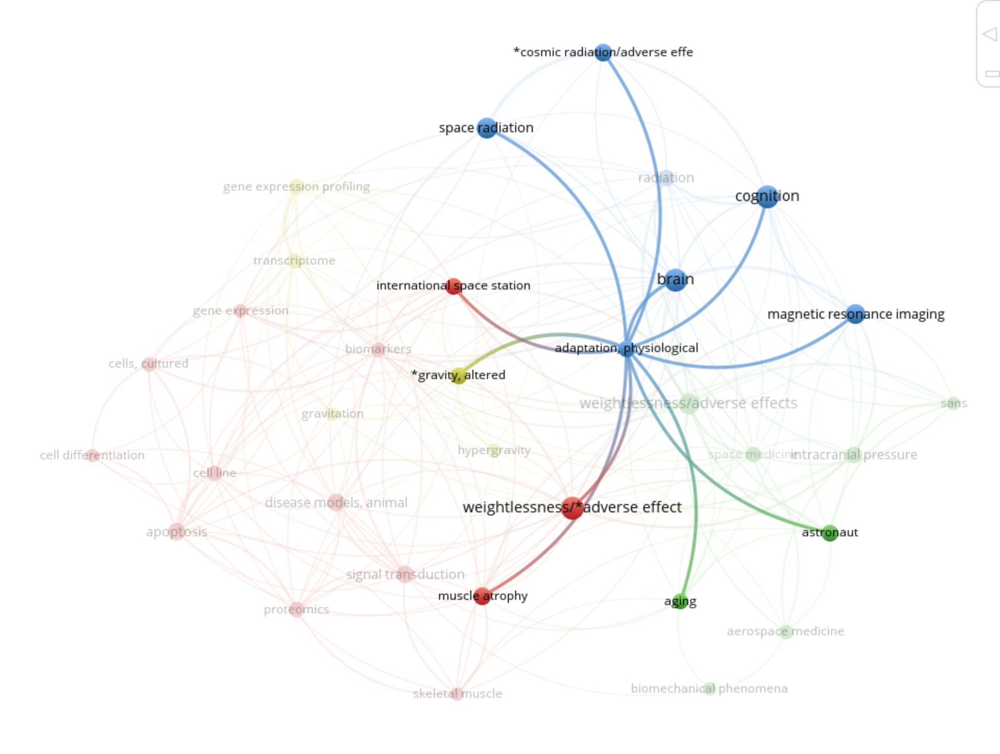 *cosmic radiation/adverse effe
space radiation
radiation
gene expression profiling
cognition
transcriptome
brain
international space station
gene expression
magnetic resonance imaging
biomarkers
adaptation, physiological
cells, cultured
*gravity, altered
weightlessness/adverse effects
sans
gravitation
hypergravity
space medicine
intracranial pressure
cell differentiation
cell line
disease models, animal
weightlessness/*adverse effect
apoptosis
astronaut
signal transduction
muscle atrophy
aging
proteomics
aerospace medicine
biomechanical phenomena
skeletal muscle